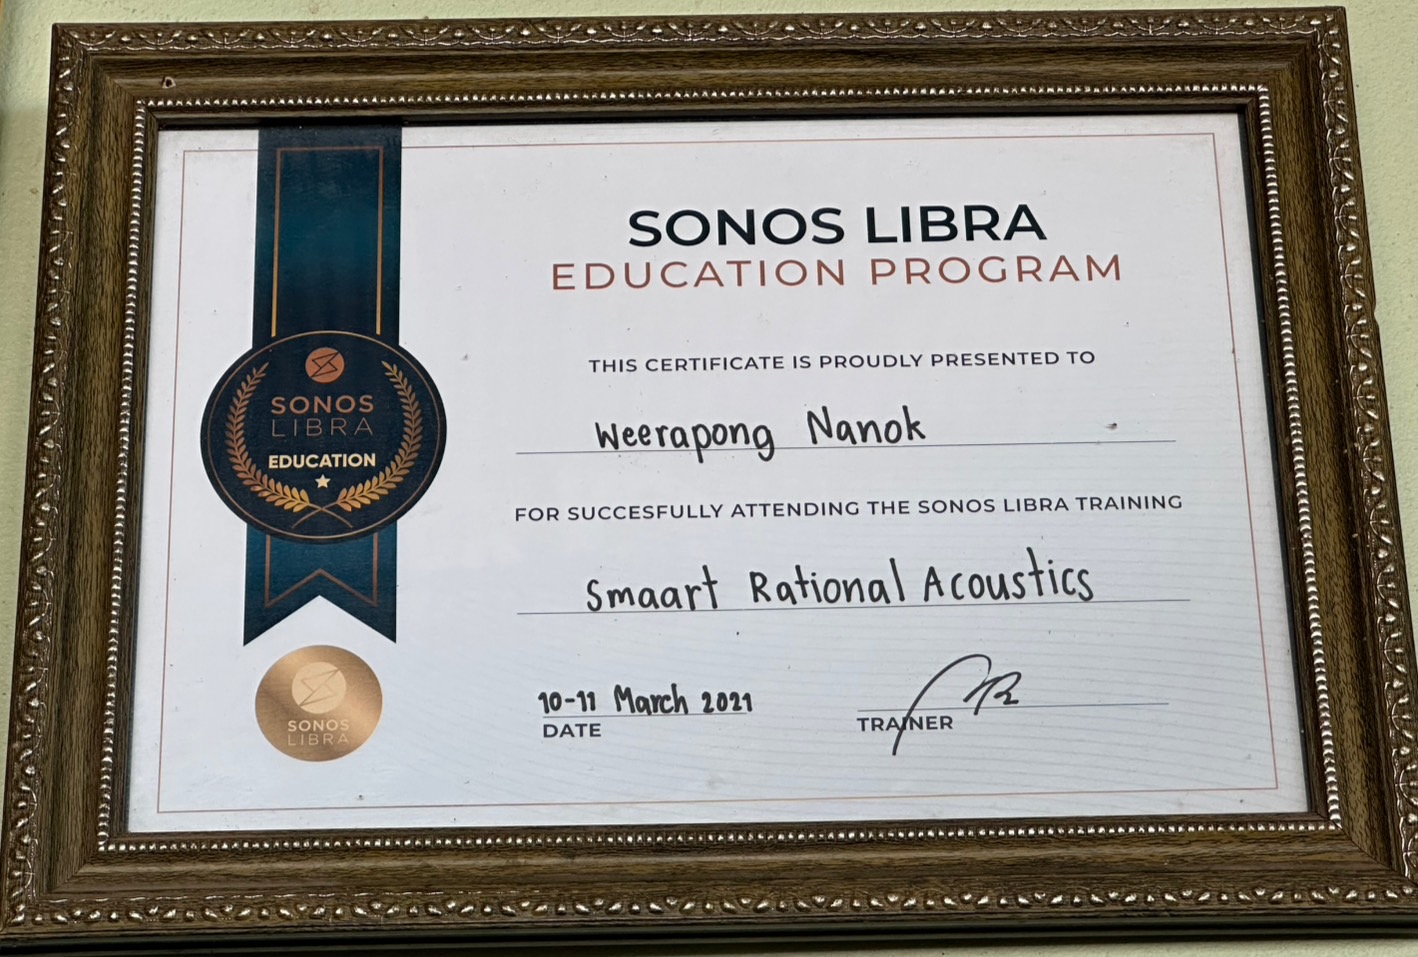 SONOS LIBRA
EDUCATION PROGRAM
THIS CERTIFICATE IS PROUDLY PRESENTED TO
Weerapong Nanok
FOR SUCCESFULLY ATTENDING THE SONOS LIBRA TRAINING
Smaart Rational Acoustics
10-11 March 2021
DATE
TRAINER
SONOS
LIBRA
EDUCATION
SONOS
LIBRA